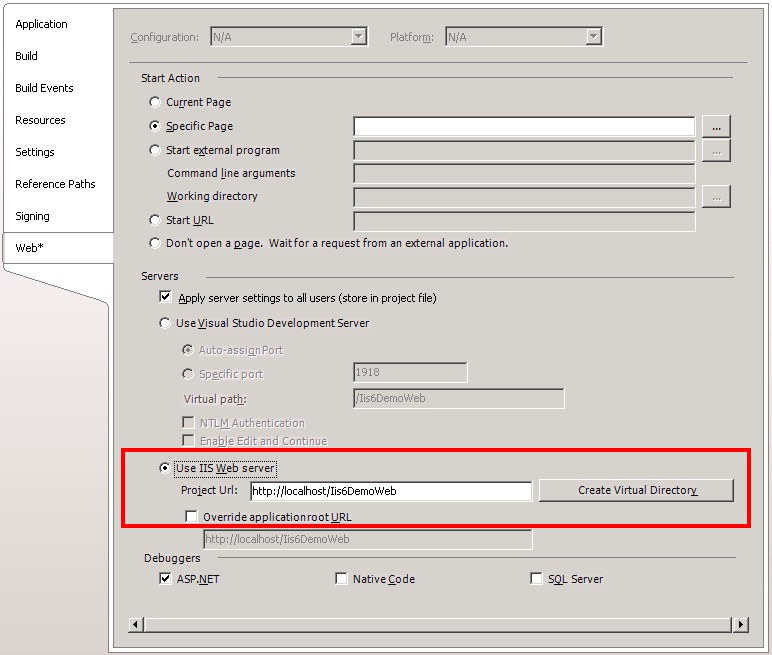 Application
Build
Build Events
Resources
Settings
Reference Paths
Signing
Web*
Configuration: N/A Platform: N/A
Start Action
Current Page
Specific Page ...
Start external program ...
Command line arguments
Working directory ...
Start URL
Don't open a page. Wait for a request from an external application.
Servers
Apply server settings to all users (store in project file)
Use Visual Studio Development Server
Auto-assign Port
Specific port 1918
Virtual path: /Iis6DemoWeb
NTLM Authentication
Enable Edit and Continue
Use IIS Web server
Project Url: http://localhost/Iis6DemoWeb Create Virtual Directory
Override application root URL
http://localhost/Iis6DemoWeb
Debuggers
ASP.NET Native Code SQL Server